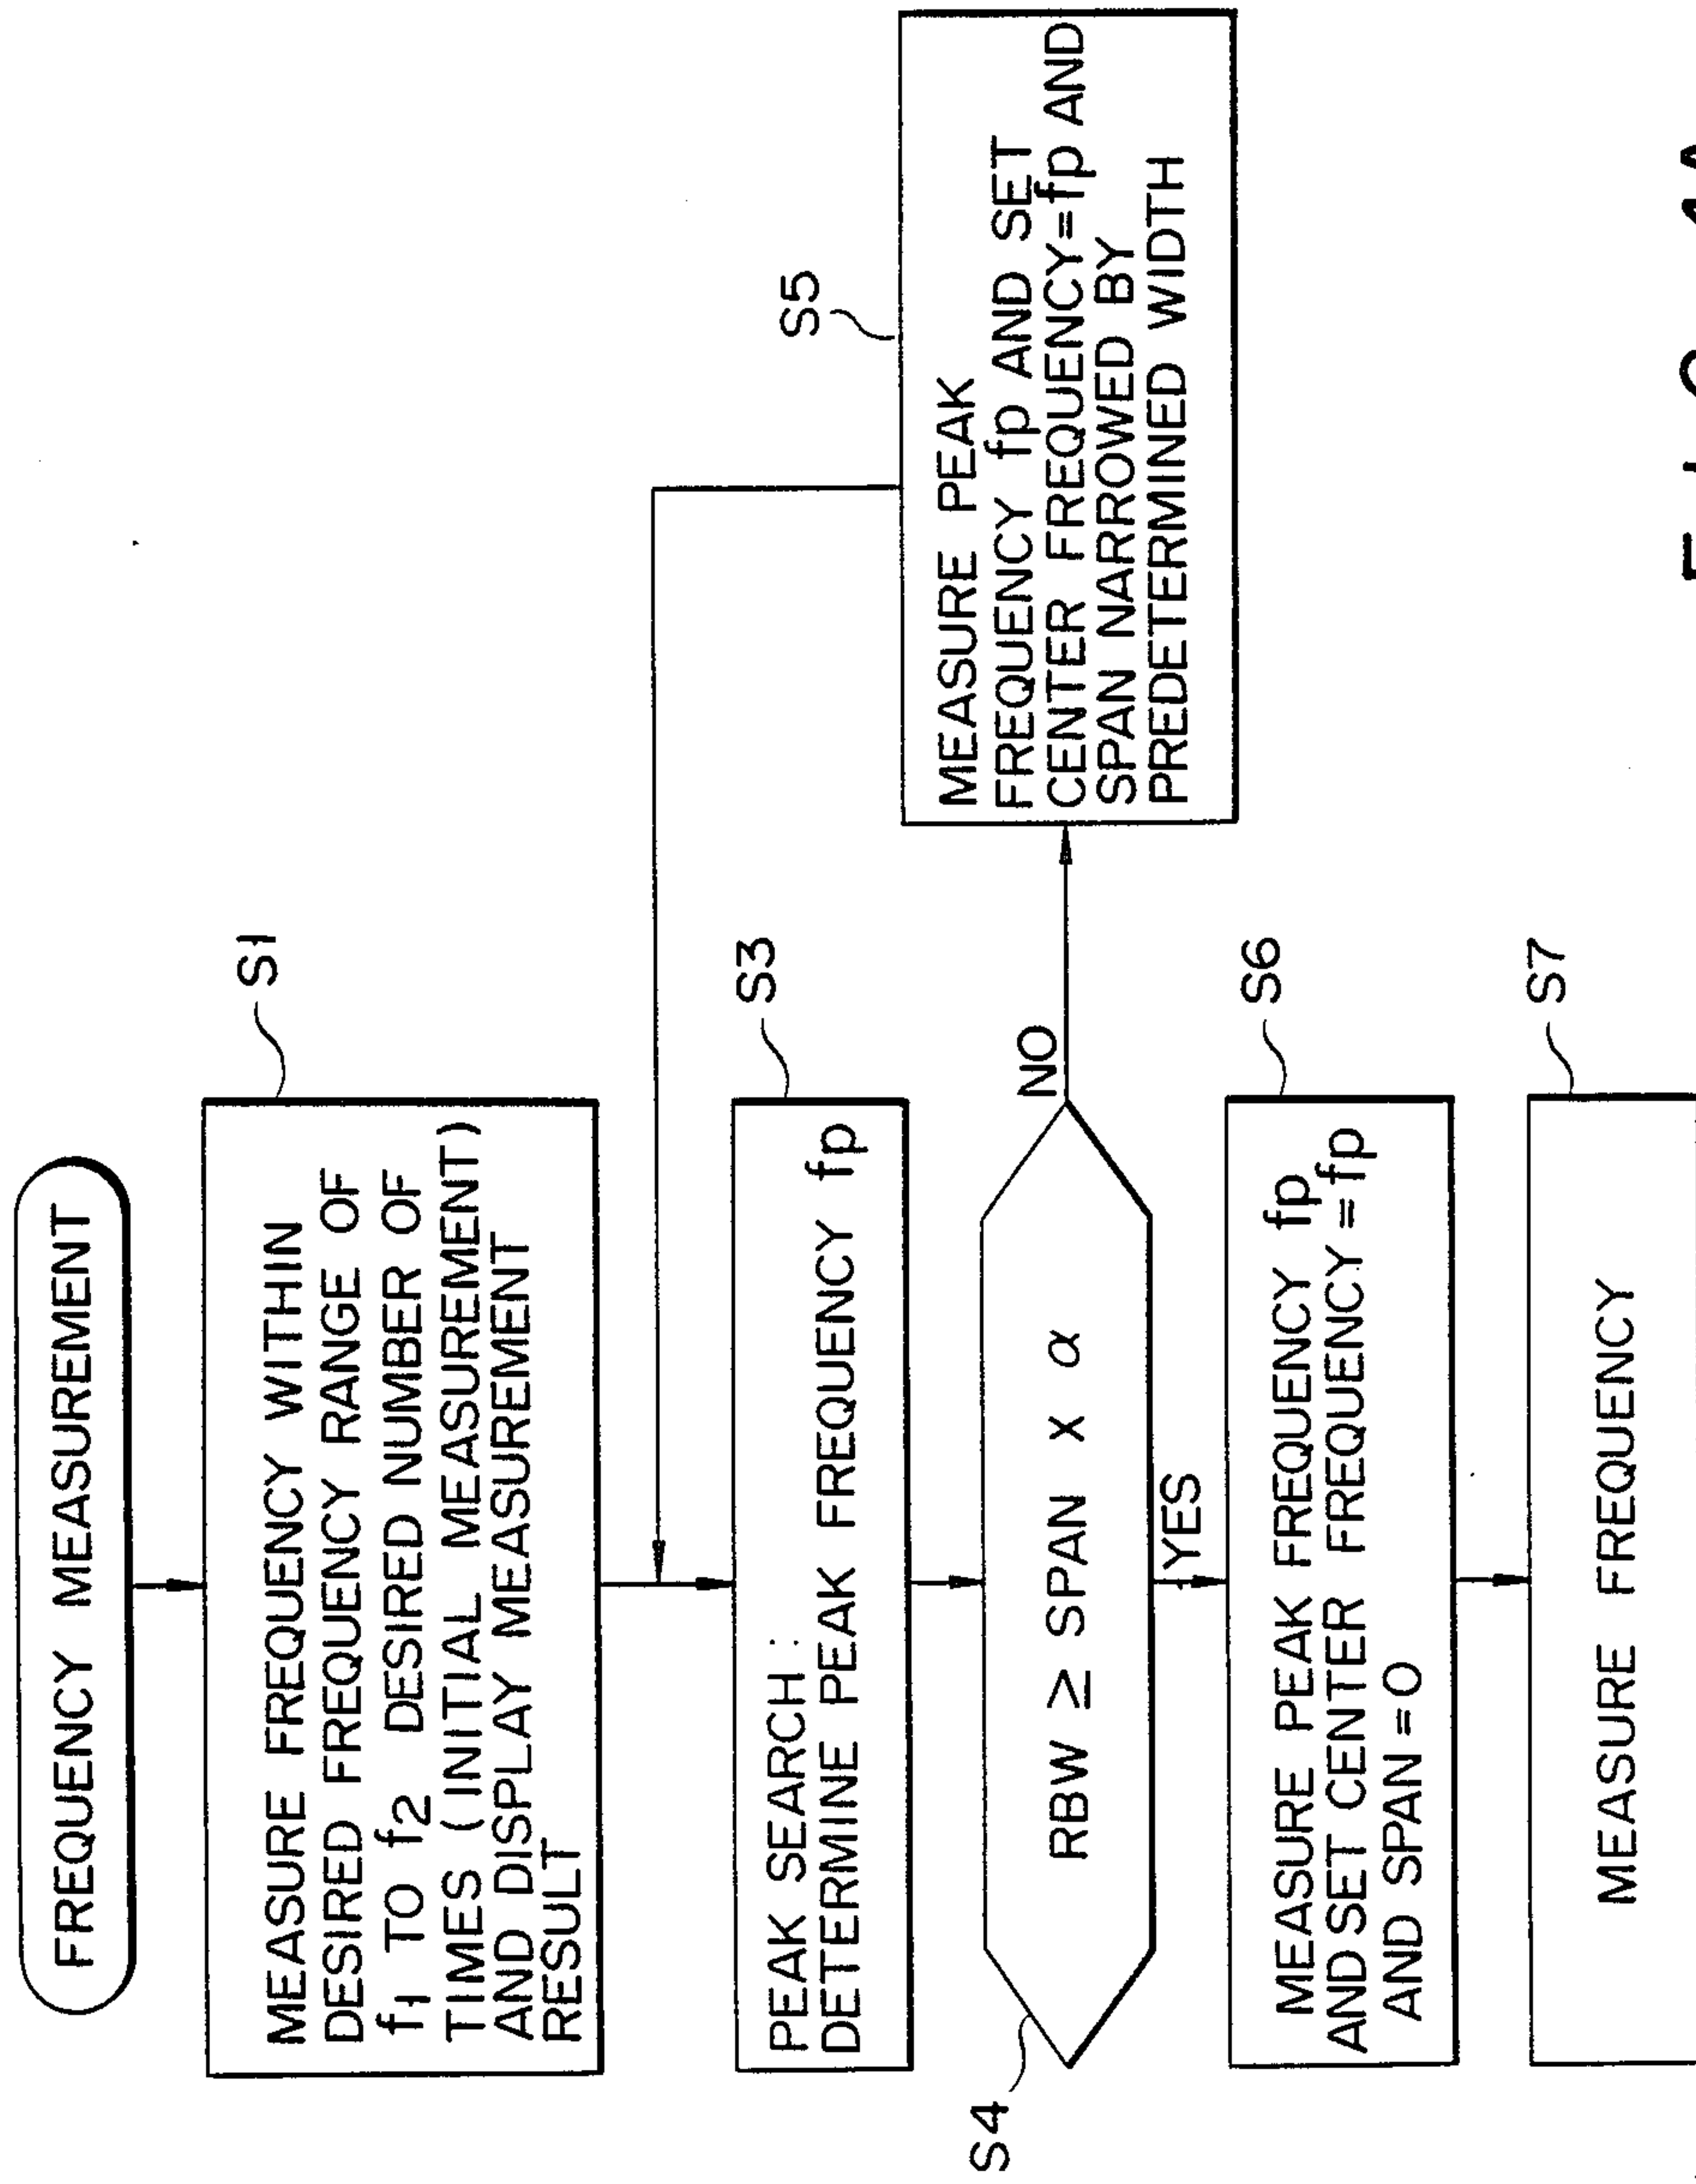 FREQUENCY MEASUREMENT
S1
MEASURE FREQUENCY WITHIN
DESIRED FREQUENCY RANGE OF
f1 TO f2 DESIRED NUMBER OF
TIMES (INITIAL MEASUREMENT)
AND DISPLAY MEASUREMENT
RESULT
S3
PEAK SEARCH :
DETERMINE PEAK FREQUENCY fp
S4
RBW ≥ SPAN x α
NO
YES
S5
MEASURE PEAK
FREQUENCY fp AND SET
CENTER FREQUENCY=fp AND
SPAN NARROWED BY
PREDETERMINED WIDTH
S6
MEASURE PEAK FREQUENCY fp
AND SET CENTER FREQUENCY=fp
AND SPAN=0
S7
MEASURE FREQUENCY